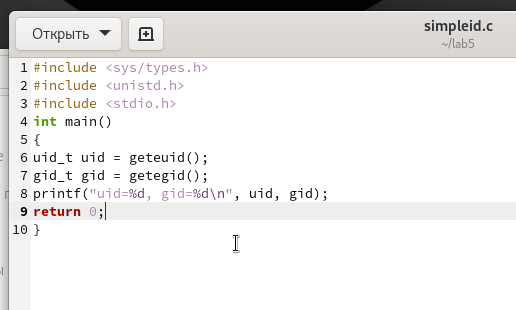 Открыть
simpleid.c
~/lab5
1 #include <sys/types.h>
2 #include <unistd.h>
3 #include <stdio.h>
4 int main()
5 {
6 uid_t uid = geteuid();
7 gid_t gid = getegid();
8 printf("uid=%d, gid=%d\n", uid, gid);
9 return 0;
10 }